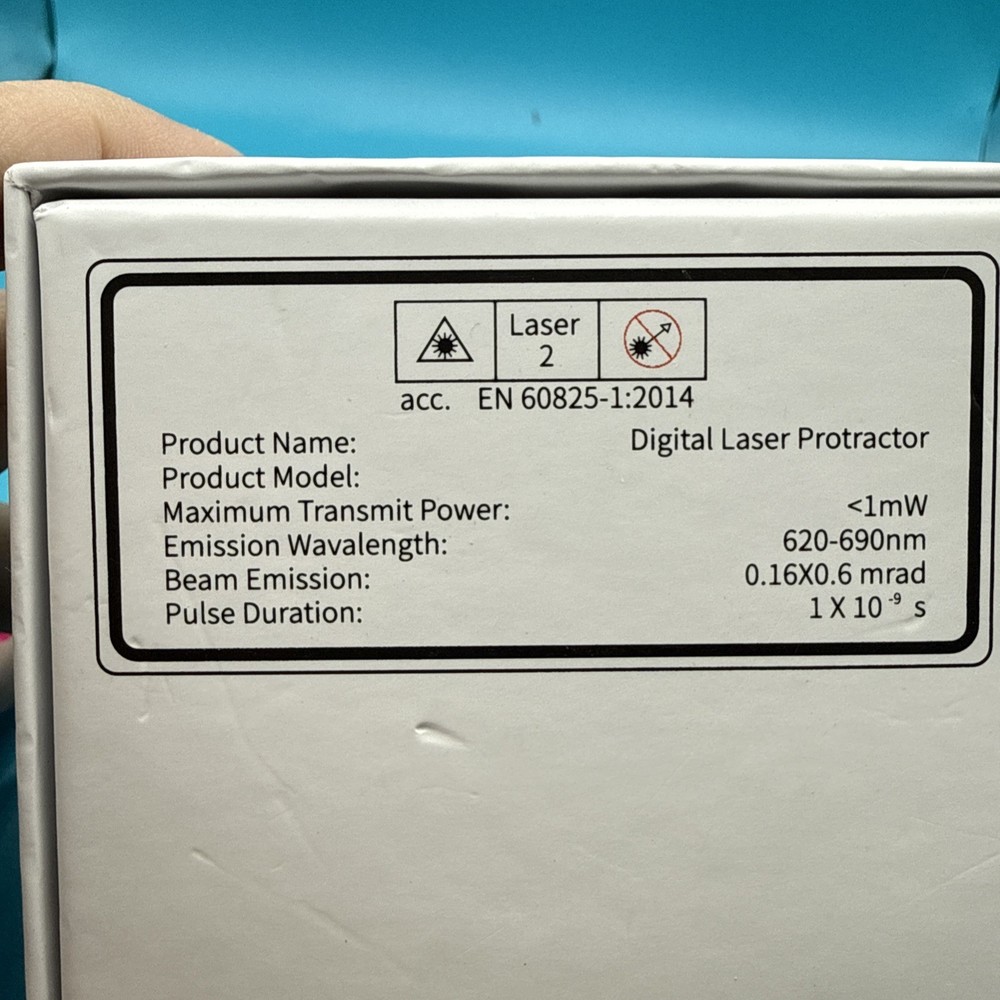 Laser
2
acc. EN 60825-1:2014
Product Name: Digital Laser Protractor
Product Model:
Maximum Transmit Power: <1mW
Emission Wavalength: 620-690nm
Beam Emission: 0.16X0.6 mrad
Pulse Duration: 1 X 10⁻⁹ s